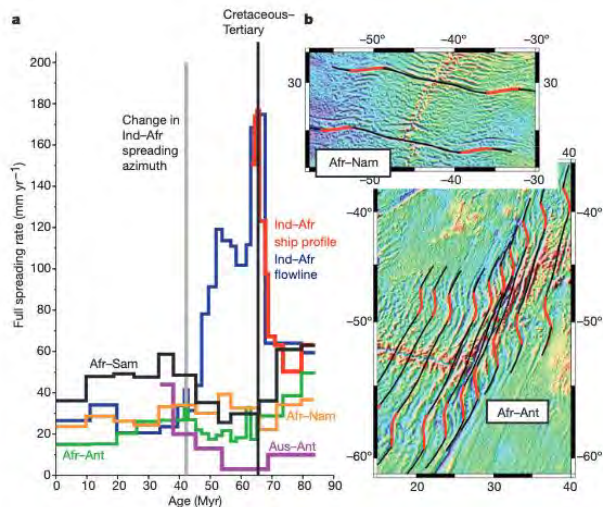 a
Cretaceous–
Tertiary
b
200
180
160
140
120
100
80
60
40
20
0
Full spreading rate (mm yr⁻¹)
Change in
Ind–Afr
spreading
azimuth
Ind–Afr
ship profile
Ind–Afr
flowline
Afr–Sam
Afr–Nam
Afr–Ant
Aus–Ant
0 10 20 30 40 50 60 70 80 90
Age (Myr)
−50° −40° −30°
30
30
Afr–Nam
−50° −40° −30
40
−40°
−40°
−50°
−50°
−60°
−60°
Afr–Ant
20 30 40